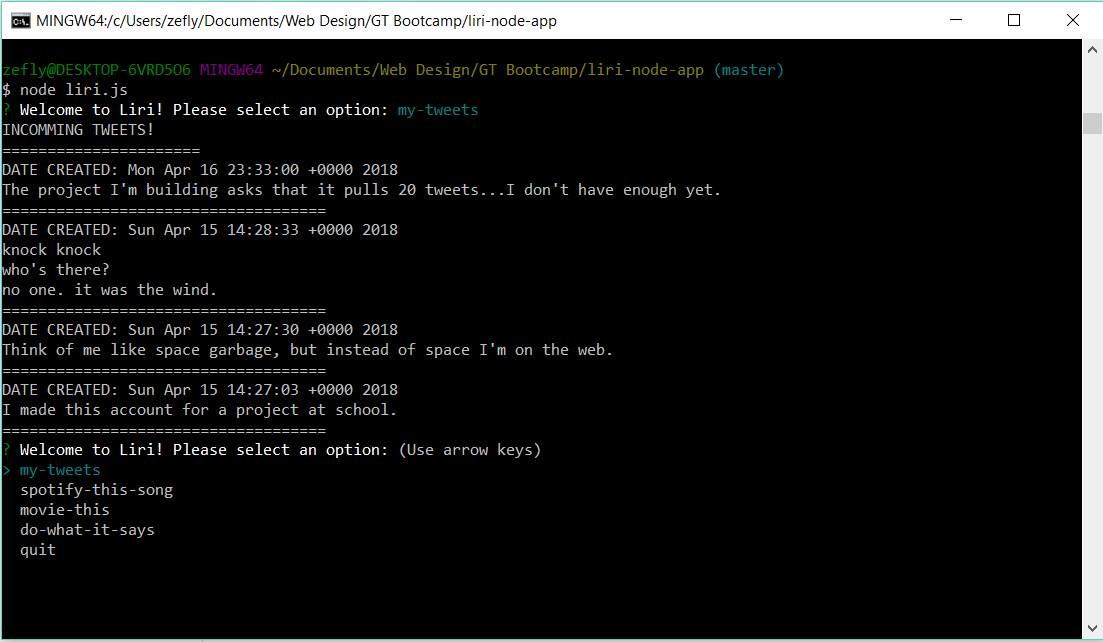 MINGW64:/c/Users/zefly/Documents/Web Design/GT Bootcamp/liri-node-app
zefly@DESKTOP-6VRD5O6 MINGW64 ~/Documents/Web Design/GT Bootcamp/liri-node-app (master)
$ node liri.js
? Welcome to Liri! Please select an option: my-tweets
INCOMMING TWEETS!
======================
DATE CREATED: Mon Apr 16 23:33:00 +0000 2018
The project I'm building asks that it pulls 20 tweets...I don't have enough yet.
====================================
DATE CREATED: Sun Apr 15 14:28:33 +0000 2018
knock knock
who's there?
no one. it was the wind.
====================================
DATE CREATED: Sun Apr 15 14:27:30 +0000 2018
Think of me like space garbage, but instead of space I'm on the web.
====================================
DATE CREATED: Sun Apr 15 14:27:03 +0000 2018
I made this account for a project at school.
====================================
? Welcome to Liri! Please select an option: (Use arrow keys)
> my-tweets
spotify-this-song
movie-this
do-what-it-says
quit